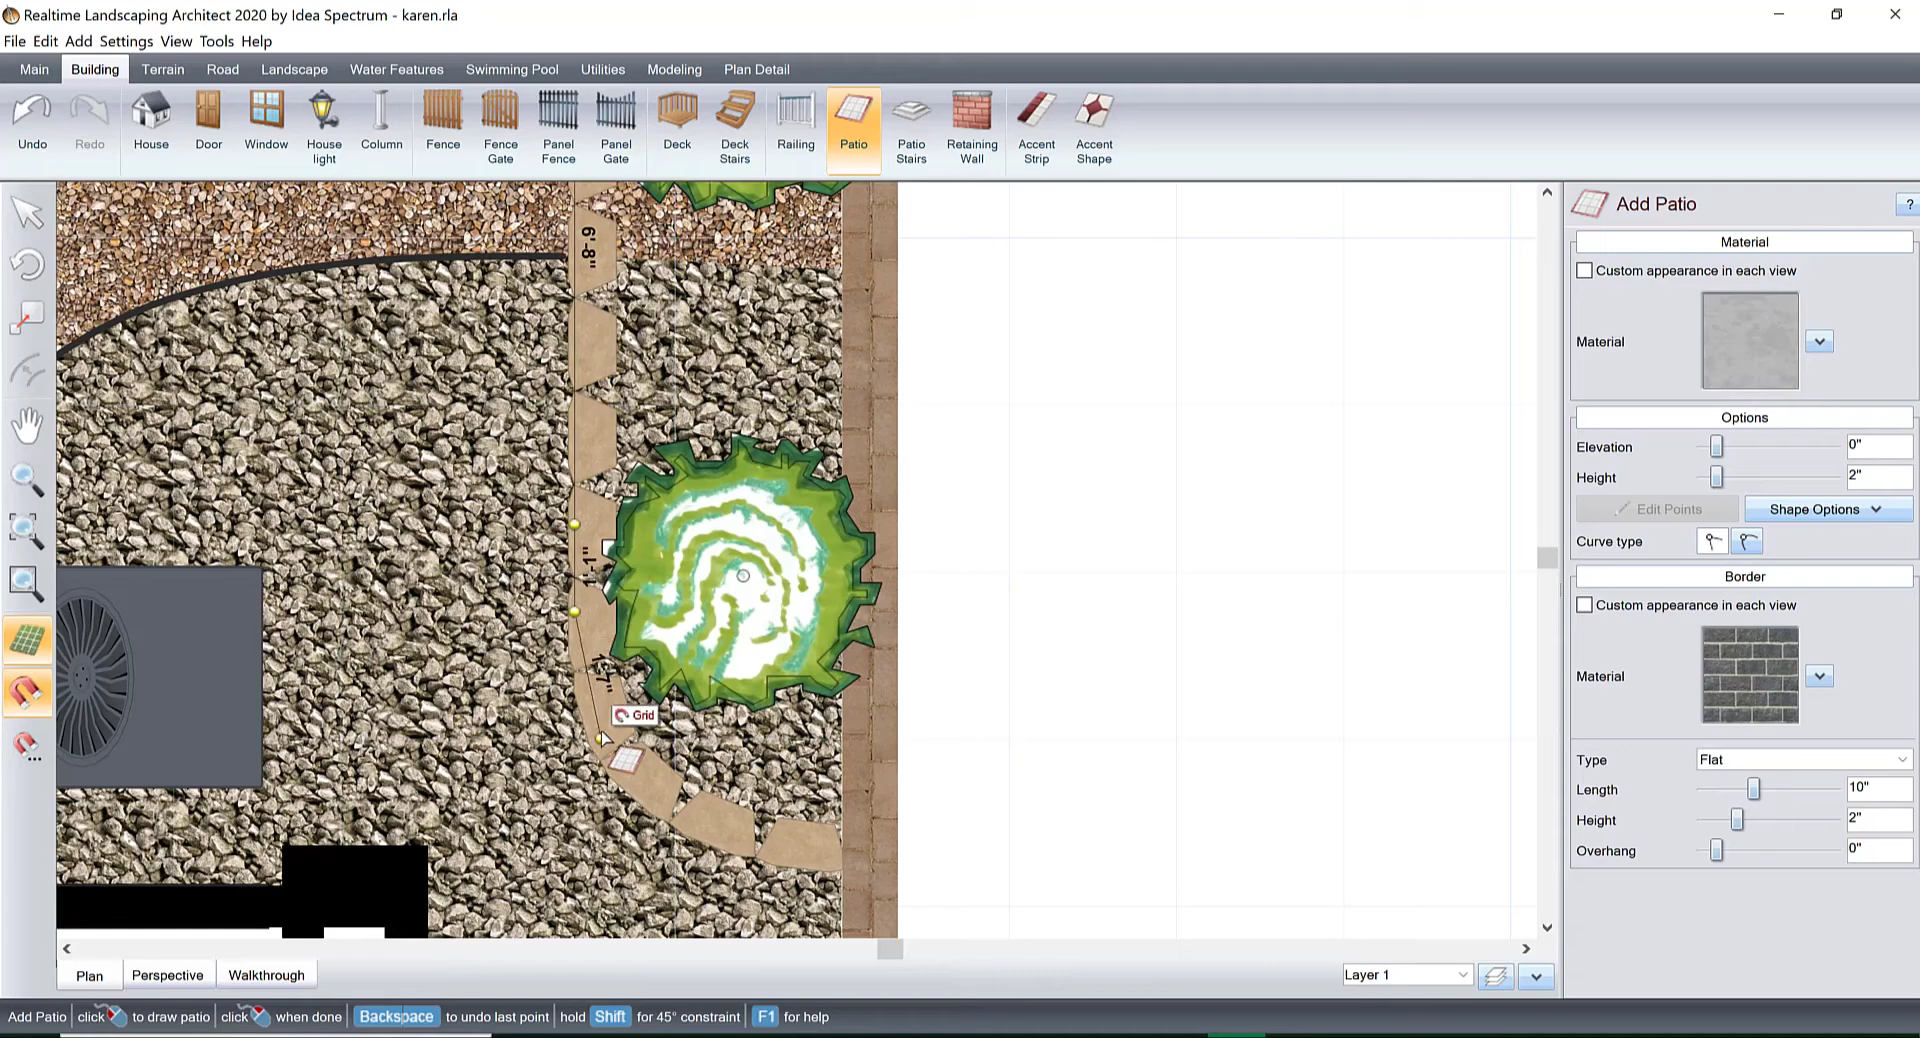 Realtime Landscaping Architect 2020 by Idea Spectrum - karen.rla
File Edit Add Settings View Tools Help
Main Building Terrain Road Landscape Water Features Swimming Pool Utilities Modeling Plan Detail
Undo Redo House Door Window House light Column Fence Fence Gate Panel Fence Panel Gate Deck Deck Stairs Railing Patio Patio Stairs Retaining Wall Accent Strip Accent Shape
Add Patio ?
Material
Custom appearance in each view
Material
Options
Elevation 0"
Height 2"
Edit Points Shape Options
Curve type
Border
Custom appearance in each view
Material
Type Flat
Length 10"
Height 2"
Overhang 0"
1'-1"
1'-7"
Grid
Plan Perspective Walkthrough
Layer 1
Add Patio click to draw patio click when done Backspace to undo last point hold Shift for 45° constraint F1 for help